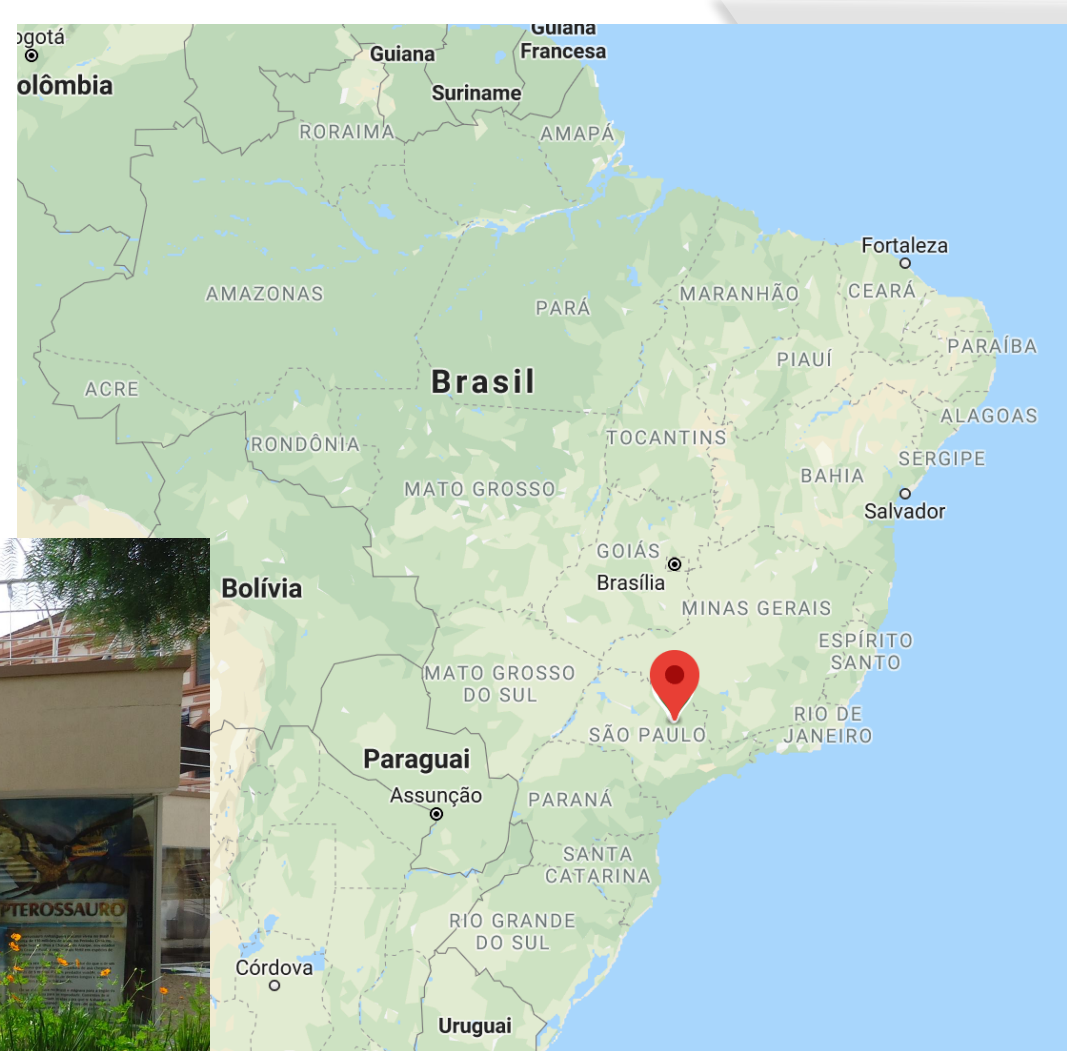 ogotá
olômbia
Guiana
Suriname
Guiana
Francesa
RORAIMA
AMAPÁ
Fortaleza
AMAZONAS
PARÁ
MARANHÃO
CEARÁ
PARAÍBA
PIAUÍ
Brasil
ACRE
ALAGOAS
RONDÔNIA
TOCANTINS
SERGIPE
BAHIA
MATO GROSSO
Salvador
GOIÁS
Brasília
Bolívia
MINAS GERAIS
ESPÍRITO
SANTO
MATO GROSSO
DO SUL
RIO DE
JANEIRO
SÃO PAULO
Paraguai
Assunção
PARANÁ
SANTA
CATARINA
PTEROSSAURO
RIO GRANDE
DO SUL
Córdova
Uruguai